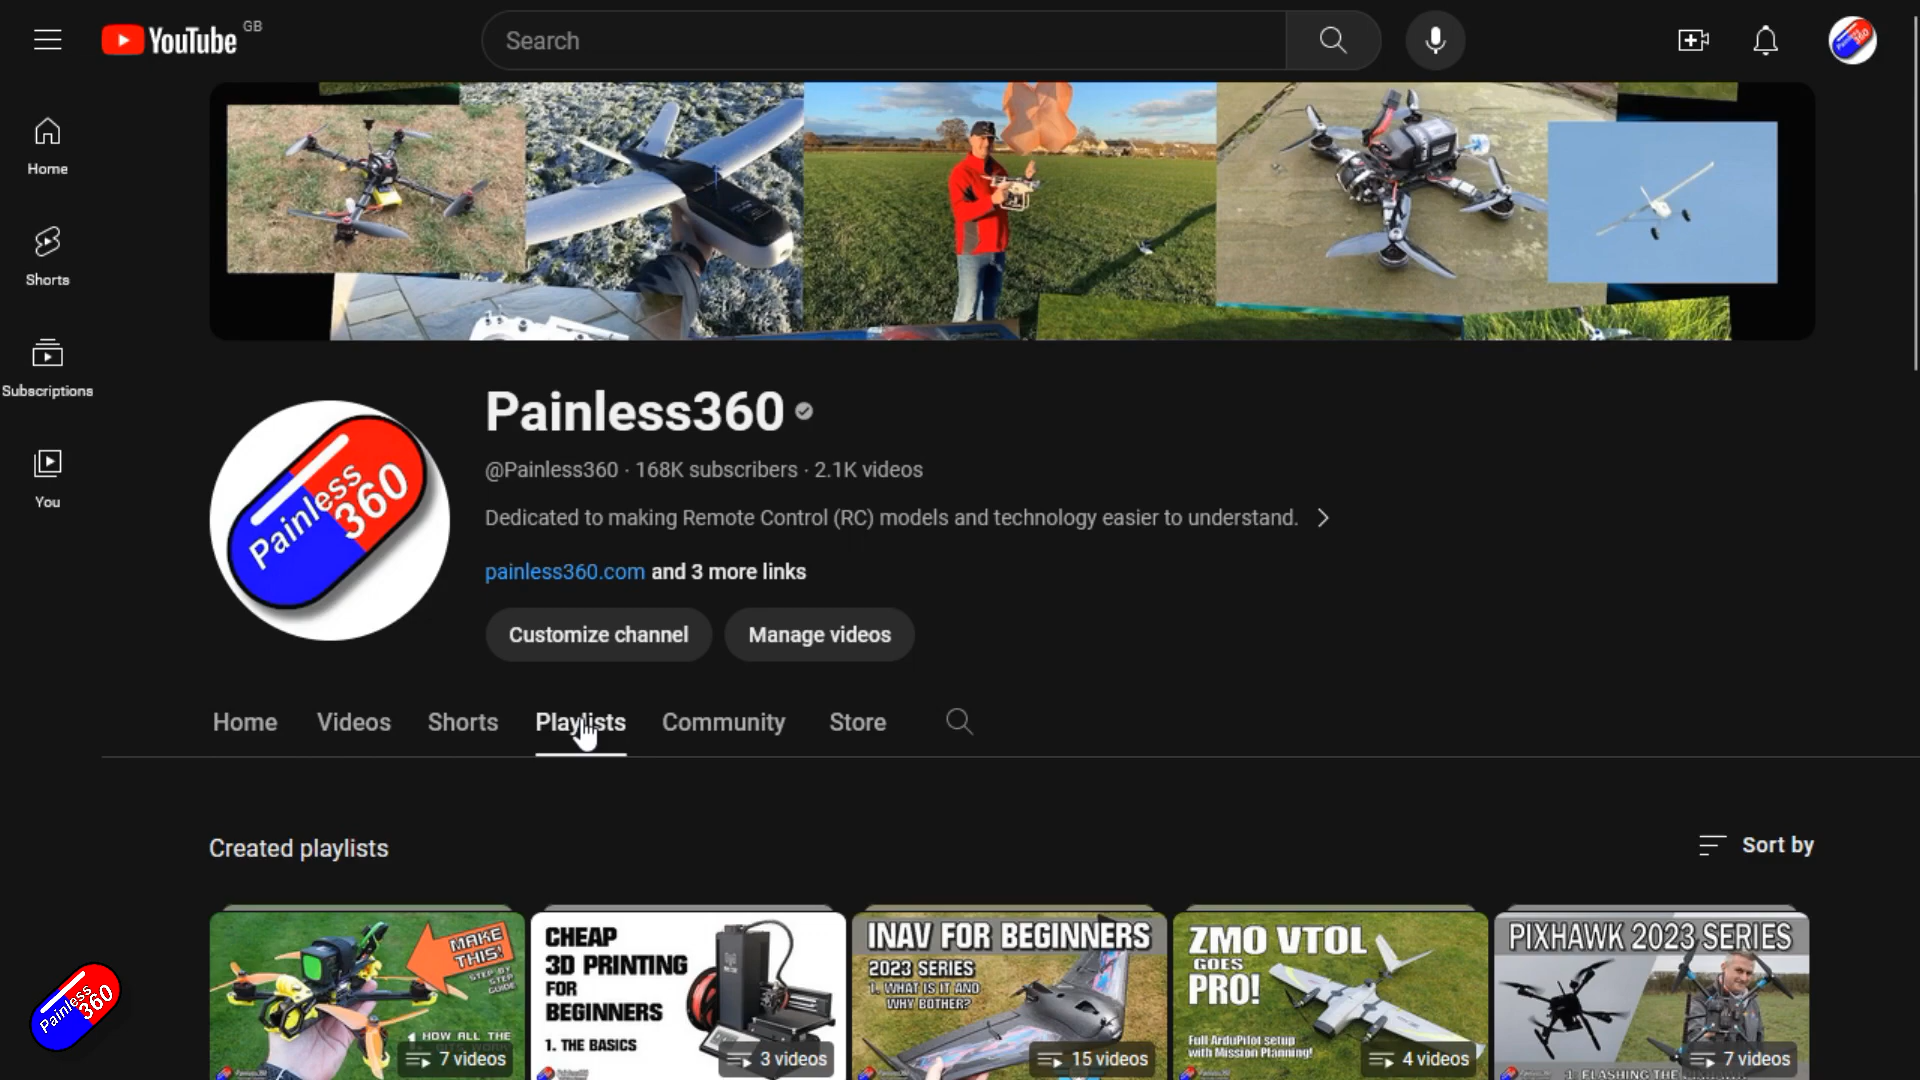 YouTube GB
Search
Home
Shorts
Subscriptions
You
Painless 360
Painless360
@Painless360 · 168K subscribers · 2.1K videos
Dedicated to making Remote Control (RC) models and technology easier to understand.
painless360.com and 3 more links
Customize channel
Manage videos
Home
Videos
Shorts
Playlists
Community
Store
Created playlists
Sort by
MAKE
THIS!
STEP BY
STEP
GUIDE
1. HOW ALL THE
7 videos
CHEAP
3D PRINTING
FOR
BEGINNERS
1. THE BASICS
3 videos
INAV FOR BEGINNERS
2023 SERIES
1. WHAT IS IT AND
WHY BOTHER?
15 videos
ZMO VTOL
GOES
PRO!
Full ArduPilot setup
with Mission Planning!
4 videos
PIXHAWK 2023 SERIES
7 videos
1. FLASHING THE
Painless 360